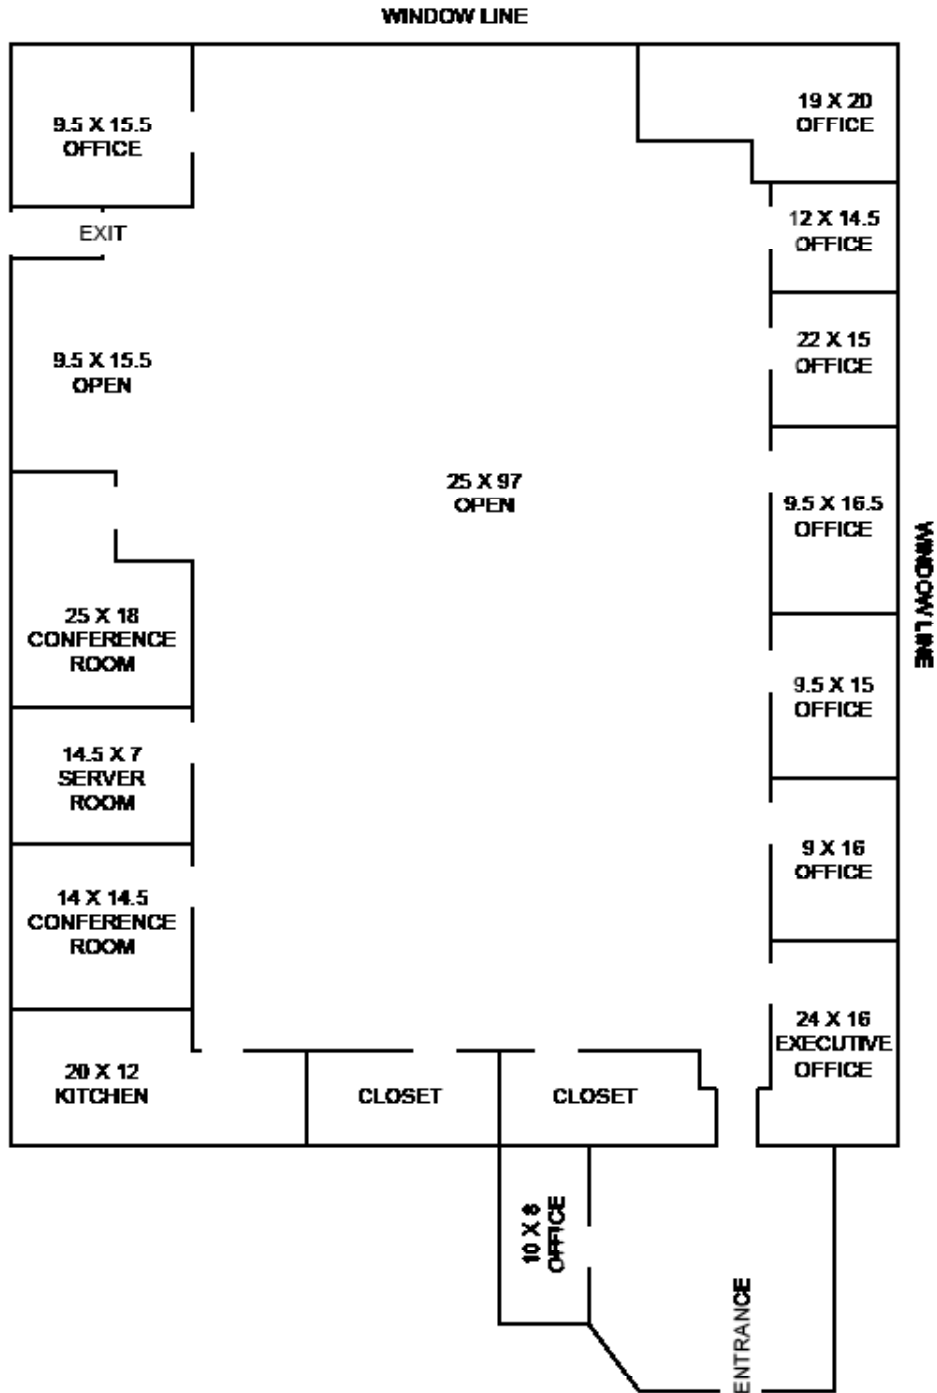 WINDOW LINE
9.5 X 15.5
OFFICE
19 X 20
OFFICE
12 X 14.5
OFFICE
EXIT
22 X 15
OFFICE
9.5 X 15.5
OPEN
25 X 97
OPEN
9.5 X 16.5
OFFICE
WINDOW LINE
25 X 18
CONFERENCE
ROOM
9.5 X 15
OFFICE
14.5 X 7
SERVER
ROOM
9 X 16
OFFICE
14 X 14.5
CONFERENCE
ROOM
24 X 16
EXECUTIVE
OFFICE
20 X 12
KITCHEN
CLOSET
CLOSET
10 X 8
OFFICE
ENTRANCE